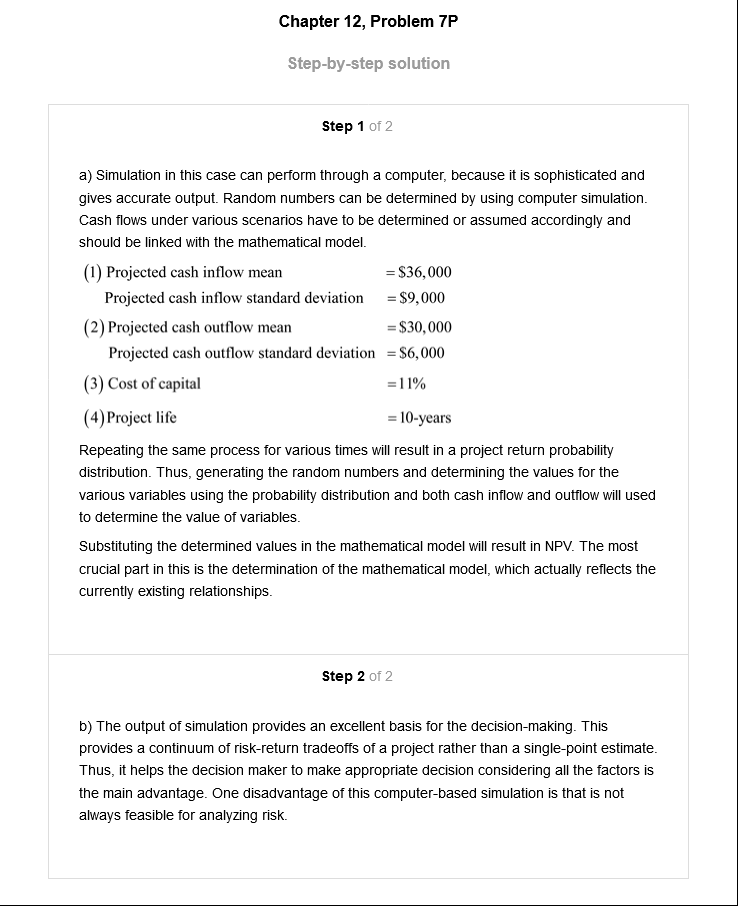 Chapter 12, Problem 7P
Step-by-step solution
Step 1 of 2
a) Simulation in this case can perform through a computer, because it is sophisticated and
gives accurate output. Random numbers can be determined by using computer simulation.
Cash flows under various scenarios have to be determined or assumed accordingly and
should be linked with the mathematical model.
(1) Projected cash inflow mean = $36,000
Projected cash inflow standard deviation = $9,000
(2) Projected cash outflow mean = $30,000
Projected cash outflow standard deviation = $6,000
(3) Cost of capital =11%
(4)Project life = 10-years
Repeating the same process for various times will result in a project return probability
distribution. Thus, generating the random numbers and determining the values for the
various variables using the probability distribution and both cash inflow and outflow will used
to determine the value of variables.
Substituting the determined values in the mathematical model will result in NPV. The most
crucial part in this is the determination of the mathematical model, which actually reflects the
currently existing relationships.
Step 2 of 2
b) The output of simulation provides an excellent basis for the decision-making. This
provides a continuum of risk-return tradeoffs of a project rather than a single-point estimate.
Thus, it helps the decision maker to make appropriate decision considering all the factors is
the main advantage. One disadvantage of this computer-based simulation is that is not
always feasible for analyzing risk.